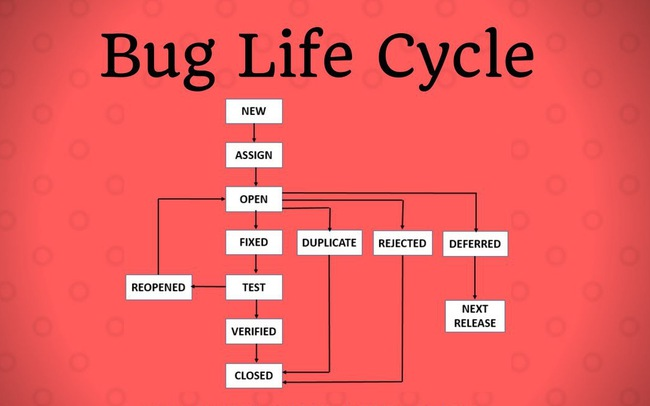 Bug Life Cycle
NEW
ASSIGN
OPEN
FIXED
DUPLICATE
REJECTED
DEFERRED
REOPENED
TEST
NEXT
RELEASE
VERIFIED
CLOSED